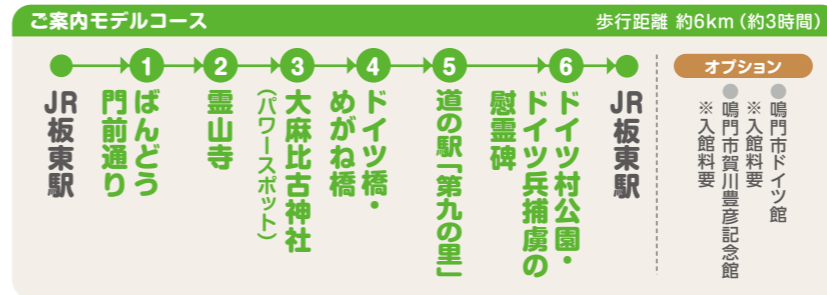 ご案内モデルコース
歩行距離 約6km（約3時間）
JR板東駅
1
ばんどう
門前通り
2
霊山寺
3
大麻比古神社
（パワースポット）
4
ドイツ橋・
めがね橋
5
道の駅「第九の里」
6
ドイツ村公園・
ドイツ兵捕虜の
慰霊碑
JR板東駅
オプション
●鳴門市ドイツ館
※入館料要
●鳴門市賀川豊彦記念館
※入館料要